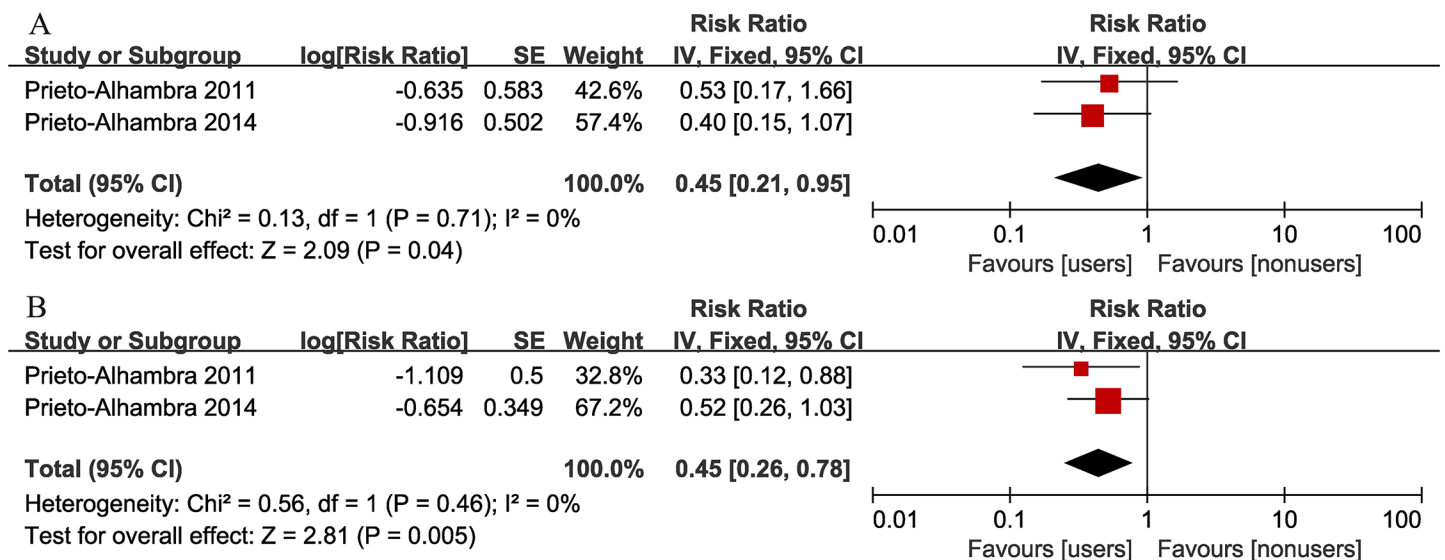 A
Risk Ratio Risk Ratio
Study or Subgroup log[Risk Ratio] SE Weight IV, Fixed, 95% CI IV, Fixed, 95% CI
Prieto-Alhambra 2011 -0.635 0.583 42.6% 0.53 [0.17, 1.66]
Prieto-Alhambra 2014 -0.916 0.502 57.4% 0.40 [0.15, 1.07]
Total (95% CI) 100.0% 0.45 [0.21, 0.95]
Heterogeneity: Chi² = 0.13, df = 1 (P = 0.71); I² = 0%
Test for overall effect: Z = 2.09 (P = 0.04)
0.01 0.1 1 10 100
Favours [users] Favours [nonusers]
B
Risk Ratio Risk Ratio
Study or Subgroup log[Risk Ratio] SE Weight IV, Fixed, 95% CI IV, Fixed, 95% CI
Prieto-Alhambra 2011 -1.109 0.5 32.8% 0.33 [0.12, 0.88]
Prieto-Alhambra 2014 -0.654 0.349 67.2% 0.52 [0.26, 1.03]
Total (95% CI) 100.0% 0.45 [0.26, 0.78]
Heterogeneity: Chi² = 0.56, df = 1 (P = 0.46); I² = 0%
Test for overall effect: Z = 2.81 (P = 0.005)
0.01 0.1 1 10 100
Favours [users] Favours [nonusers]